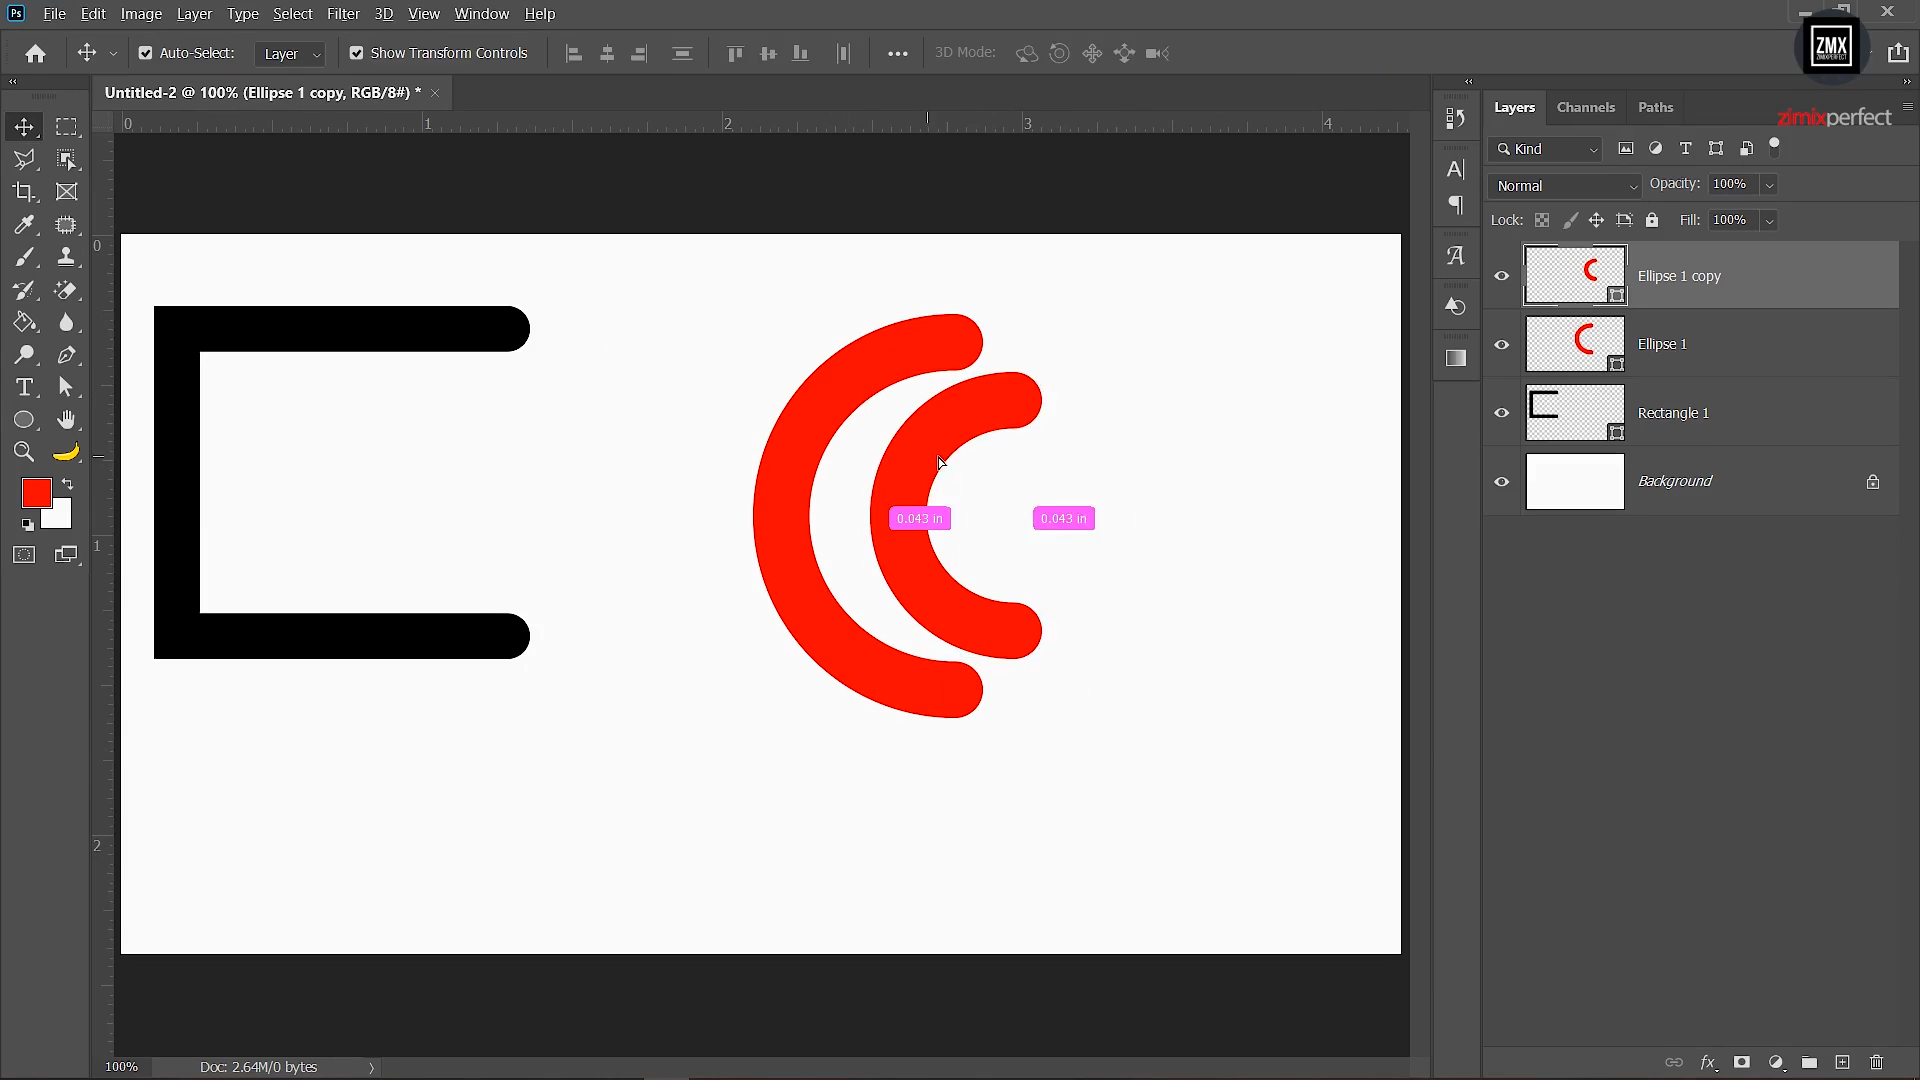 Ps File Edit Image Layer Type Select Filter 3D View Window Help
Auto-Select: Layer Show Transform Controls 3D Mode:
ZMX
ZIMIXPERFECT
Untitled-2 @ 100% (Ellipse 1 copy, RGB/8#) *
Layers Channels Paths
zimixperfect
0 1 2 3 4
Kind
Normal Opacity: 100%
Lock: Fill: 100%
0
1
2
Ellipse 1 copy
Ellipse 1
Rectangle 1
Background
0.043 in 0.043 in
100% Doc: 2.64M/0 bytes
fx